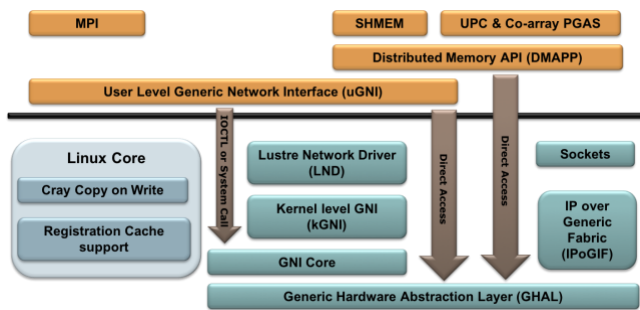 MPI
SHMEM
UPC & Co-array PGAS
Distributed Memory API (DMAPP)
User Level Generic Network Interface (uGNI)
IOCTL or System Call
Direct Access
Direct Access
Linux Core
Cray Copy on Write
Registration Cache
support
Lustre Network Driver
(LND)
Kernel level GNI
(kGNI)
GNI Core
Sockets
IP over
Generic
Fabric
(IPoGIF)
Generic Hardware Abstraction Layer (GHAL)